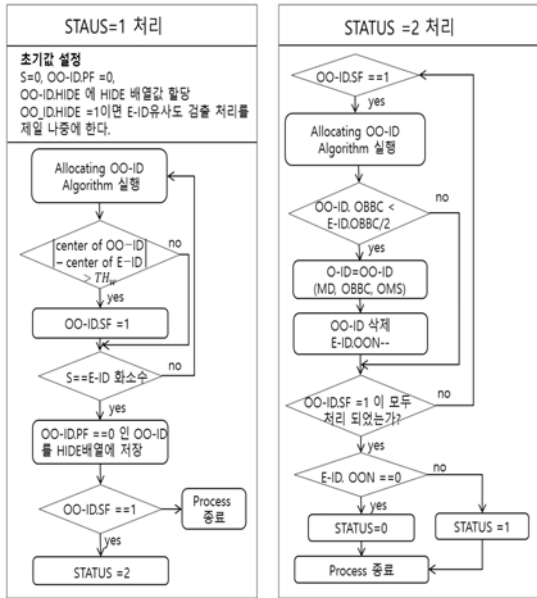 STAUS=1 처리
초기값 설정
S=0, OO-ID.PF =0,
OO-ID.HIDE 에 HIDE 배열값 할당
OO_ID.HIDE =1이면 E-ID유사도 검출 처리를
제일 나중에 한다.
Allocating OO-ID
Algorithm 실행
|center of OO-ID
- center of E-ID|
> TH_w
no
yes
OO-ID.SF =1
S==E-ID 화소수
no
yes
OO-ID.PF ==0 인 OO-ID
를 HIDE배열에 저장
OO-ID.SF ==1
Process
종료
yes
STATUS =2
STATUS =2 처리
OO-ID.SF ==1
yes
Allocating OO-ID
Algorithm 실행
OO-ID. OBBC <
E-ID.OBBC/2
no
yes
O-ID=OO-ID
(MD, OBBC, OMS)
OO-ID 삭제
E-ID.OON--
OO-ID.SF =1 이 모두
처리 되었는가?
no
yes
E-ID. OON ==0
no
yes
STATUS=0
STATUS =1
Process 종료